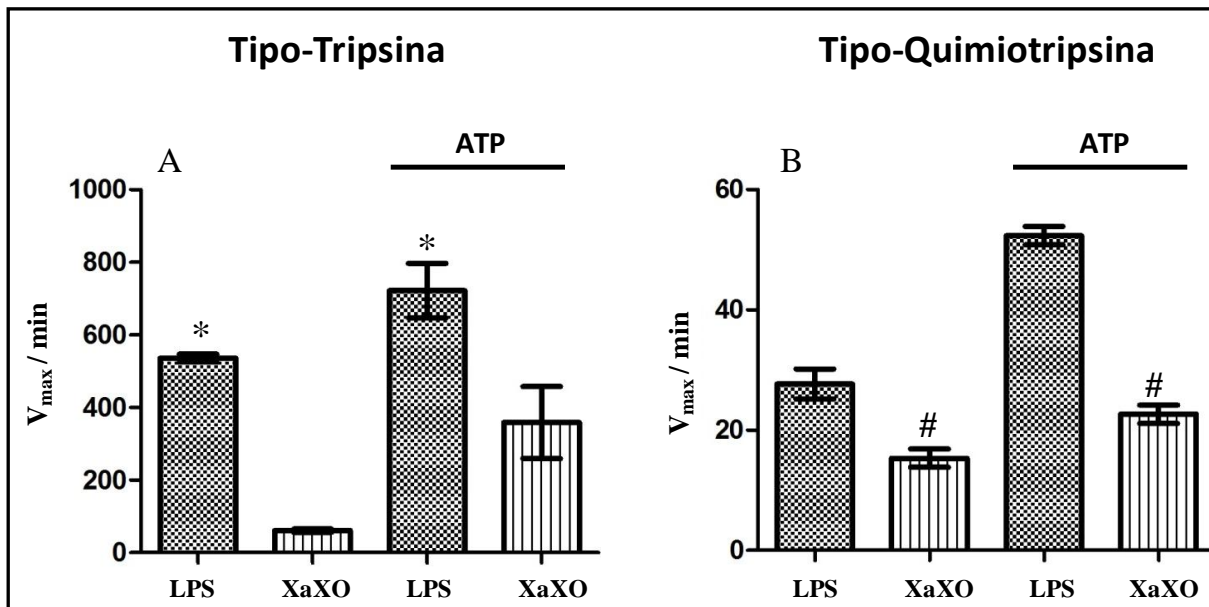 Tipo-Tripsina
Tipo-Quimiotripsina
A
ATP
1000
800
600
400
200
0
Vmax / min
*
*
LPS
XaXO
LPS
XaXO
B
ATP
60
40
20
0
Vmax / min
#
#
LPS
XaXO
LPS
XaXO